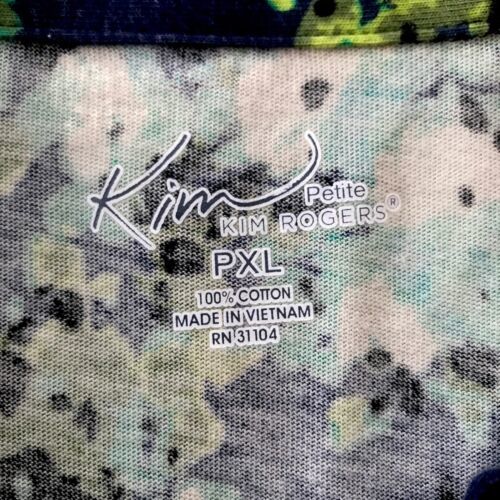 Kim
Petite
KIM ROGERS®
PXL
100% COTTON
MADE IN VIETNAM
RN 31104